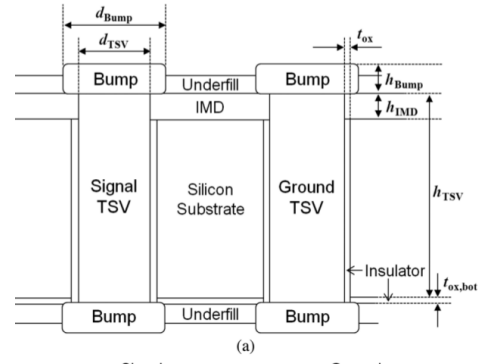 d_Bump
d_TSV
t_ox
Bump
Underfill
Bump
h_Bump
IMD
h_IMD
Signal
TSV
Silicon
Substrate
Ground
TSV
h_TSV
Insulator
t_ox,bot
Bump
Underfill
Bump
(a)